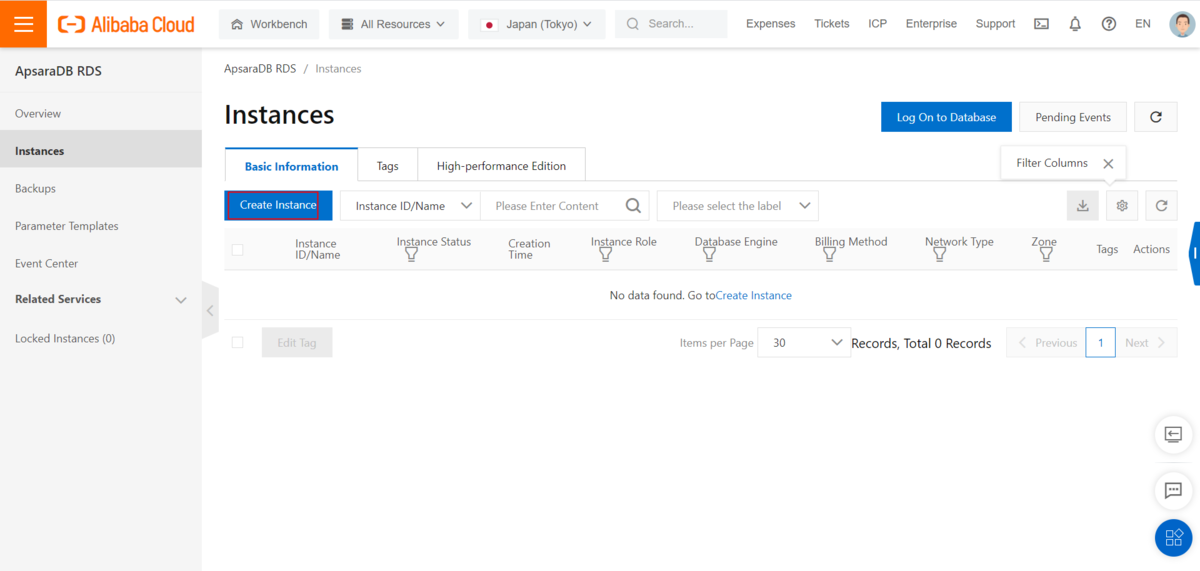 Alibaba Cloud
Workbench
All Resources
Japan (Tokyo)
Search...
Expenses
Tickets
ICP
Enterprise
Support
EN
ApsaraDB RDS
Overview
Instances
Backups
Parameter Templates
Event Center
Related Services
Locked Instances (0)
ApsaraDB RDS / Instances
Instances
Log On to Database
Pending Events
Basic Information
Tags
High-performance Edition
Filter Columns
Create Instance
Instance ID/Name
Please Enter Content
Please select the label
Instance
ID/Name
Instance Status
Creation
Time
Instance Role
Database Engine
Billing Method
Network Type
Zone
Tags
Actions
No data found. Go toCreate Instance
Edit Tag
Items per Page
30
Records, Total 0 Records
Previous
1
Next